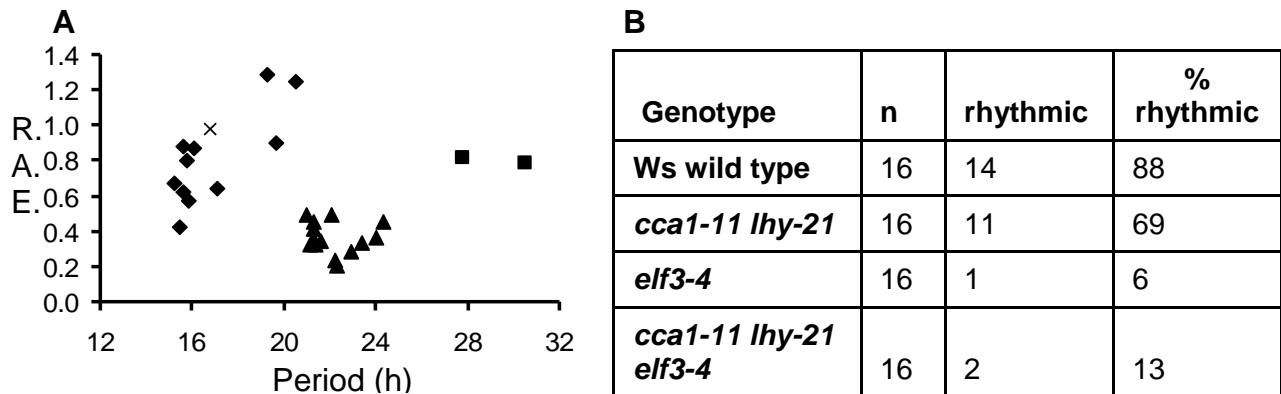 A
1.4
1.2
1.0
0.8
0.6
0.4
0.2
0.0
R.
A.
E.
12 16 20 24 28 32
Period (h)
B
Genotype n rhythmic % rhythmic
Ws wild type 16 14 88
cca1-11 lhy-21 16 11 69
elf3-4 16 1 6
cca1-11 lhy-21
elf3-4 16 2 13